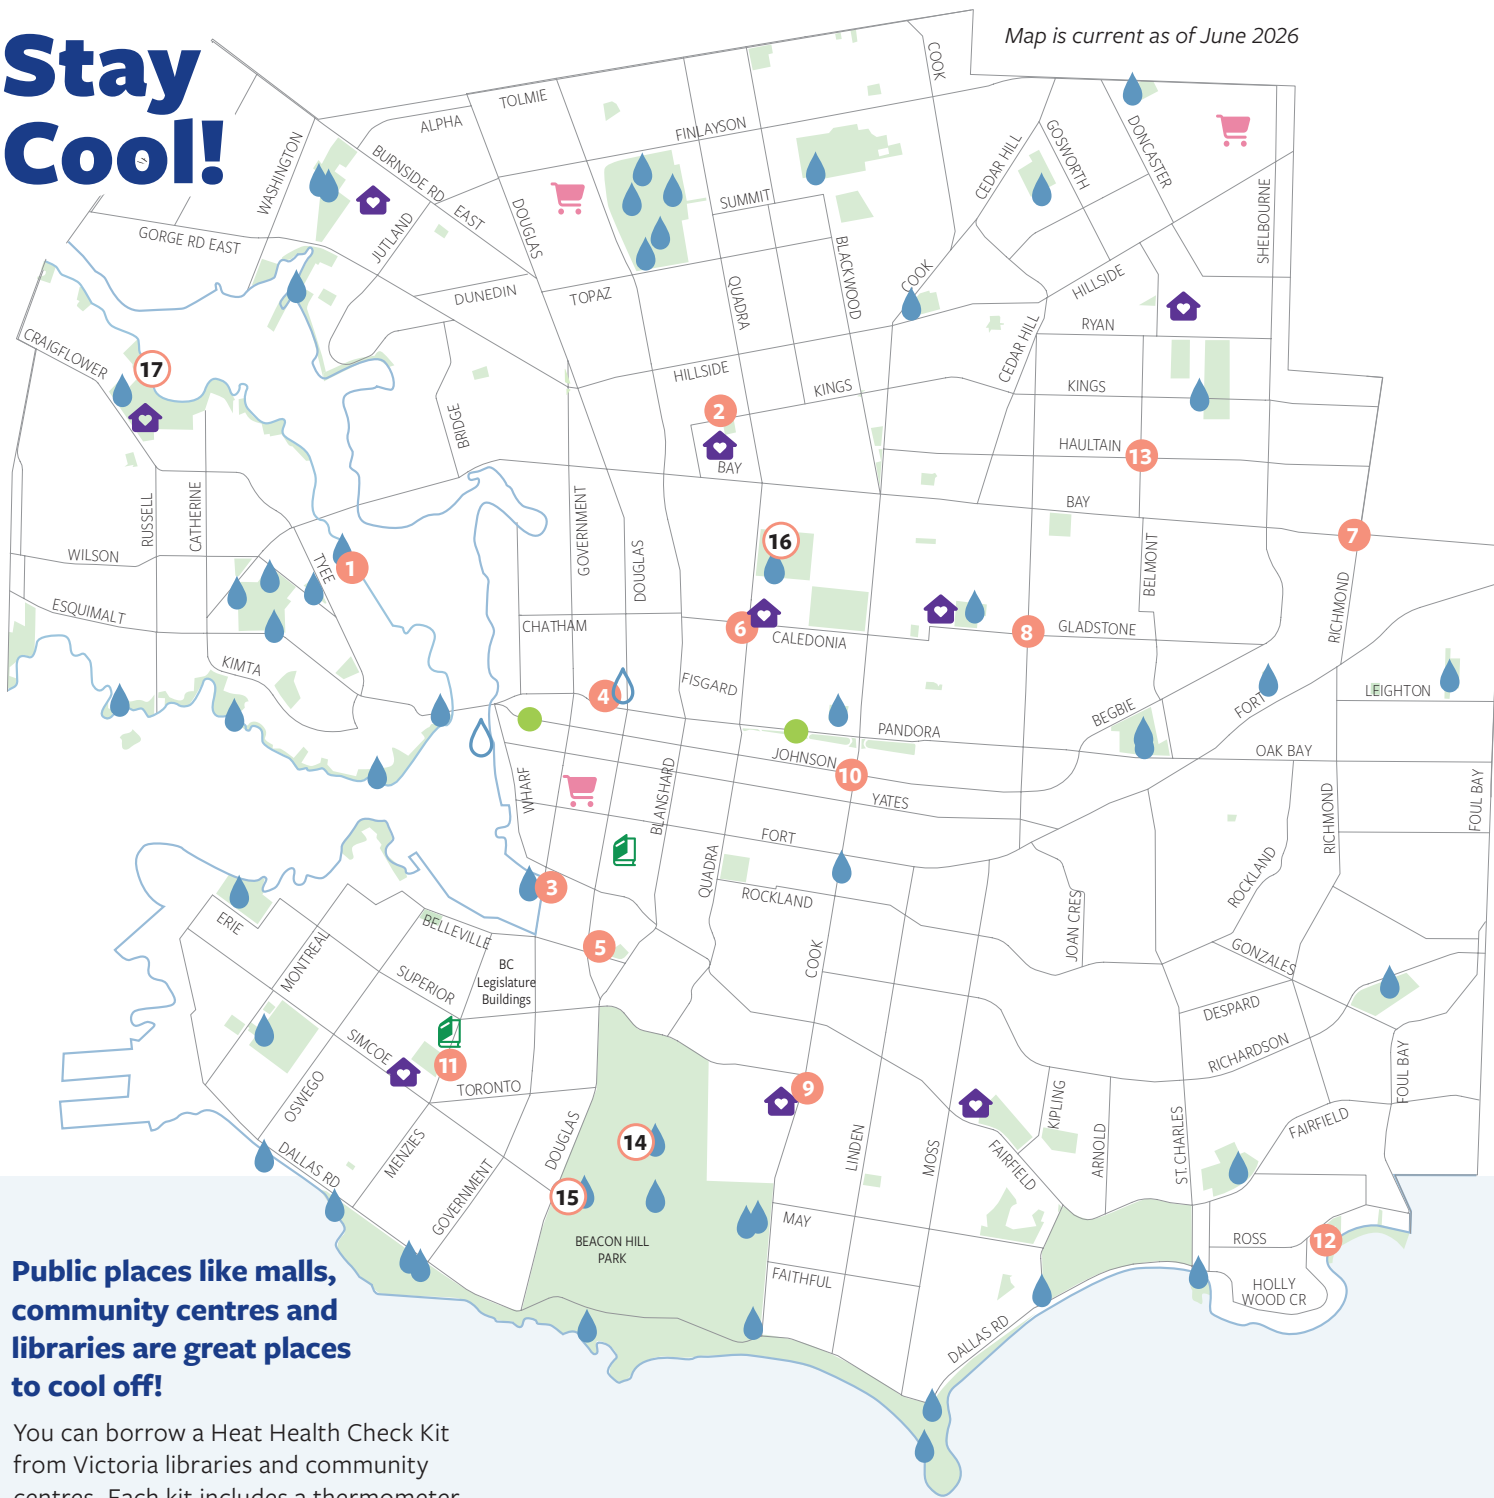 Stay
Cool!
Map is current as of June 2026
COOK
TOLMIE
ALPHA
FINLAYSON
WASHINGTON
BURNSIDE RD
EAST
CEDAR HILL
GOSWORTH
DONCASTER
SUMMIT
SHELBOURNE
DOUGLAS
JUTLAND
GORGE RD EAST
BLACKWOOD
COOK
HILLSIDE
DUNEDIN
TOPAZ
QUADRA
RYAN
CRAIGFLOWER
17
CEDAR HILL
HILLSIDE
KINGS
KINGS
2
BRIDGE
HAULTAIN
13
BAY
BAY
RUSSELL
CATHERINE
GOVERNMENT
DOUGLAS
7
16
WILSON
TYEE
1
BELMONT
RICHMOND
ESQUIMALT
CHATHAM
6
CALEDONIA
8
GLADSTONE
KIMTA
FISGARD
4
LEIGHTON
FORT
BEGBIE
PANDORA
OAK BAY
JOHNSON
10
WHARF
BLANSHARD
YATES
FOUL BAY
RICHMOND
FORT
QUADRA
ROCKLAND
ROCKLAND
3
JOAN CRES
ERIE
BELLEVILLE
5
COOK
GONZALES
MONTREAL
BC
Legislature
Buildings
SUPERIOR
DESPARD
SIMCOE
11
RICHARDSON
FOUL BAY
TORONTO
9
OSWEGO
KIPLING
FAIRFIELD
DOUGLAS
14
LINDEN
MOSS
FAIRFIELD
ARNOLD
ST. CHARLES
MENZIES
DALLAS RD
15
GOVERNMENT
MAY
BEACON HILL
PARK
ROSS
12
FAITHFUL
HOLLY
WOOD CR
DALLAS RD
Public places like malls,
community centres and
libraries are great places
to cool off!
You can borrow a Heat Health Check Kit
from Victoria libraries and community
centres. Each kit includes a thermometer